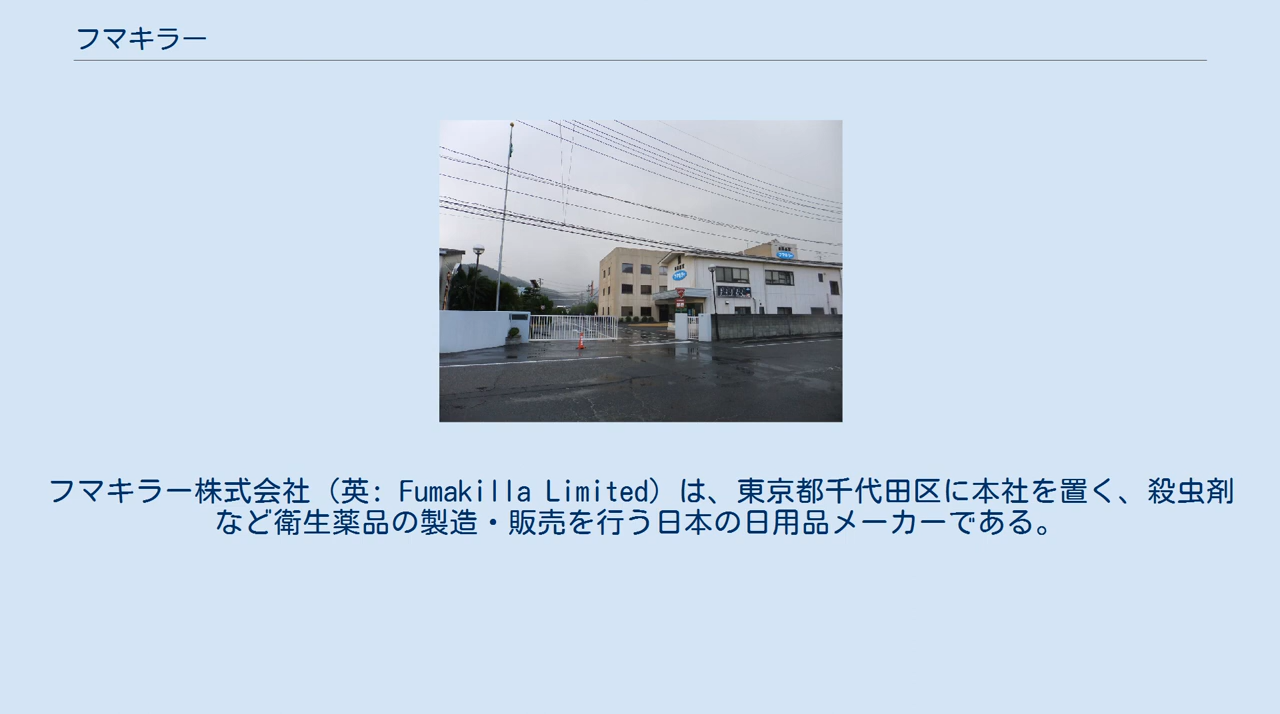 フマキラー
フマキラー株式会社（英: Fumakilla Limited）は、東京都千代田区に本社を置く、殺虫剤
など衛生薬品の製造・販売を行う日本の日用品メーカーである。